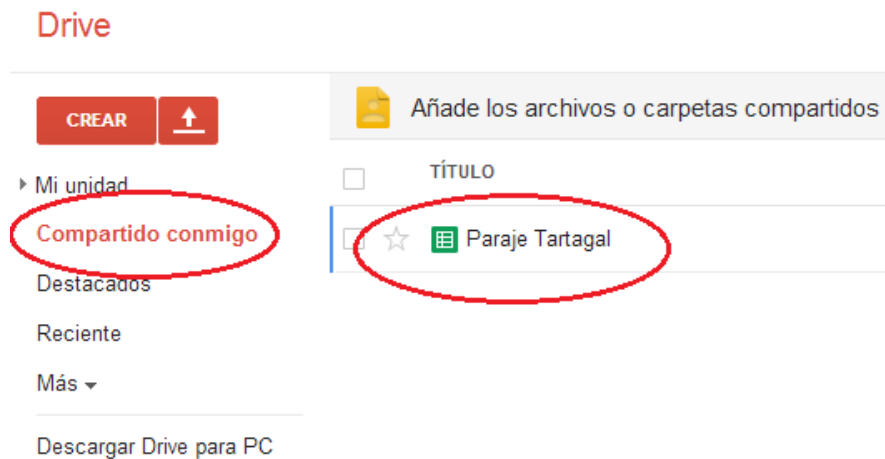 Drive
CREAR
Mi unidad
Compartido conmigo
Destacados
Reciente
Más
Descargar Drive para PC
Añade los archivos o carpetas compartidos
TÍTULO
Paraje Tartagal